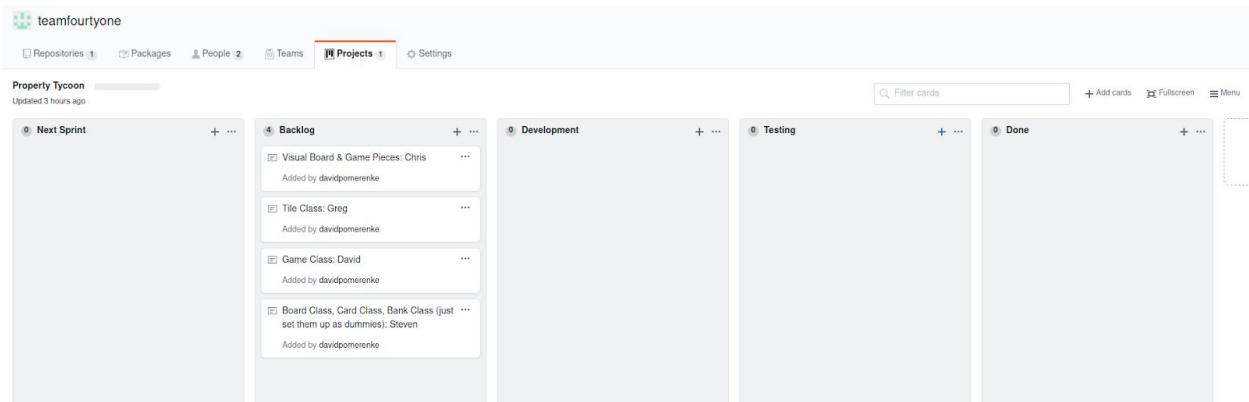 teamfourtyone
Repositories 1 Packages People 2 Teams Projects 1 Settings
Property Tycoon
Updated 3 hours ago
Filter cards
Add cards Fullscreen Menu
0 Next Sprint
4 Backlog
Visual Board & Game Pieces: Chris
Added by davidpomerenke
Tile Class: Greg
Added by davidpomerenke
Game Class: David
Added by davidpomerenke
Board Class, Card Class, Bank Class (just
set them up as dummies): Steven
Added by davidpomerenke
0 Development
0 Testing
0 Done